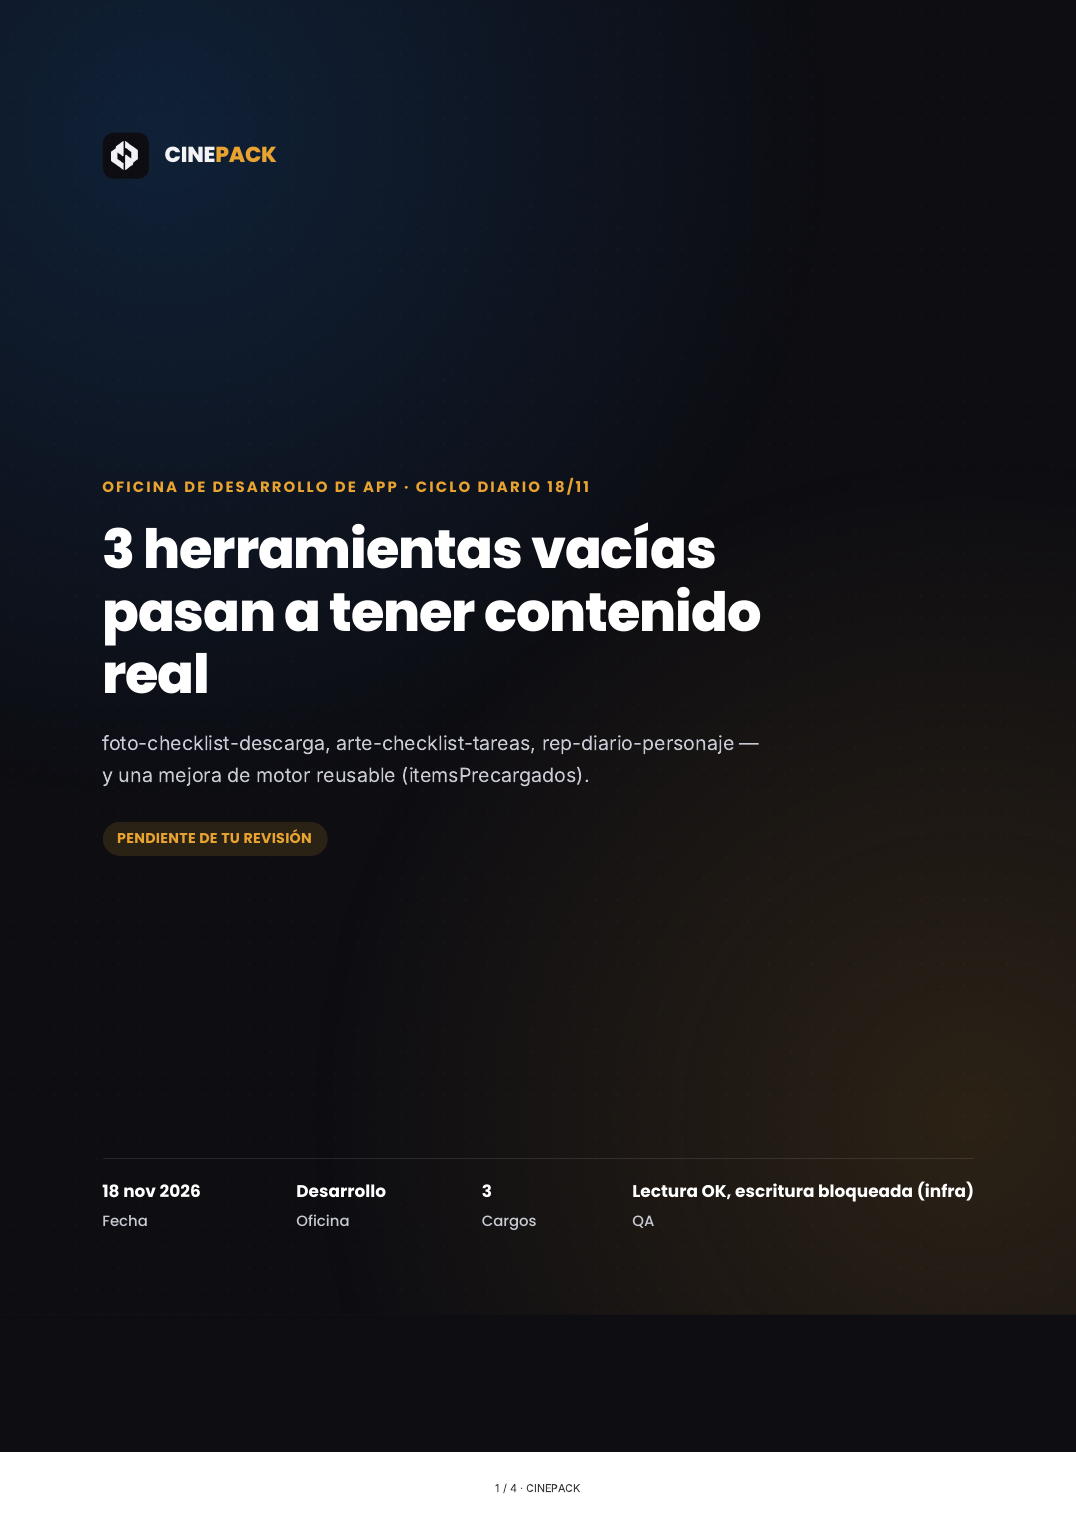 CINEPACK
OFICINA DE DESARROLLO DE APP · CICLO DIARIO 18/11
3 herramientas vacías
pasan a tener contenido
real
foto-checklist-descarga, arte-checklist-tareas, rep-diario-personaje —
y una mejora de motor reusable (itemsPrecargados).
PENDIENTE DE TU REVISIÓN
18 nov 2026
Fecha
Desarrollo
Oficina
3
Cargos
Lectura OK, escritura bloqueada (infra)
QA
1 / 4 · CINEPACK